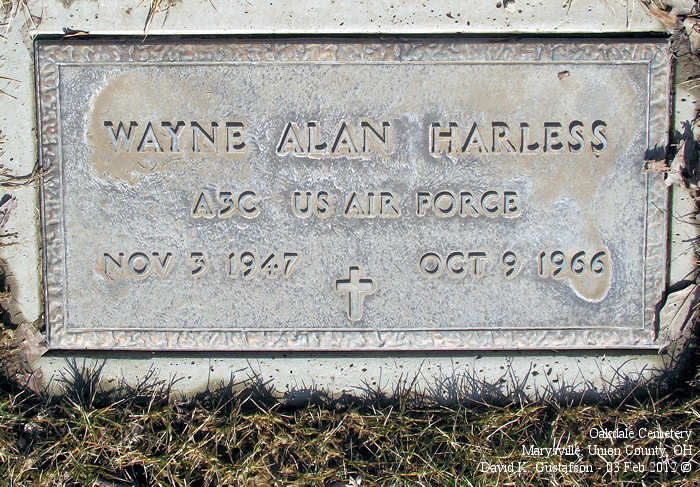 WAYNE ALAN HARLESS
A3C US AIR FORCE
NOV 3 1947 OCT 9 1966
Oakdale Cemetery
Marysville, Union County, OH
David K. Gustafson - 03 Feb 2012 ©